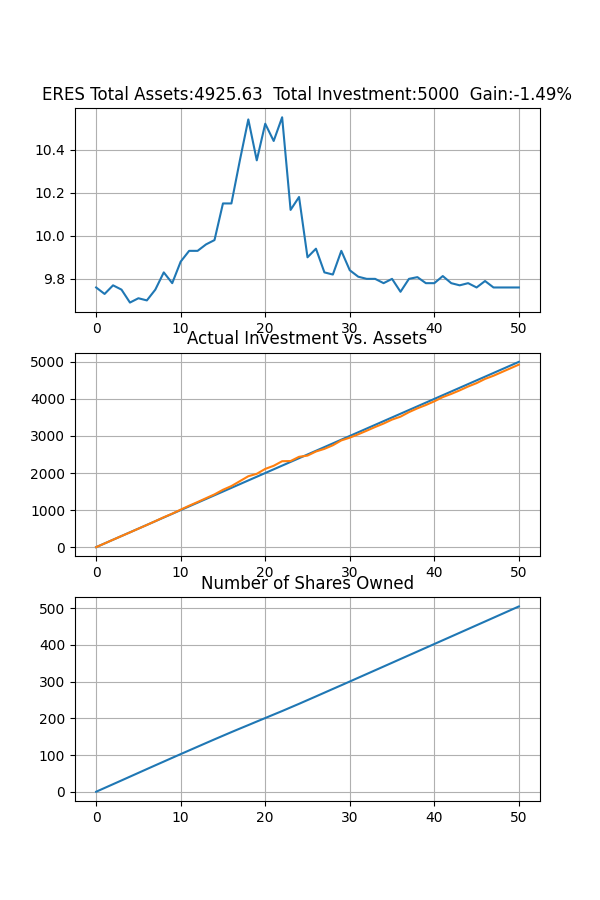 ERES Total Assets:4925.63  Total Investment:5000  Gain:-1.49%
10.4
10.2
10.0
9.8
0 10 20 30 40 50
Actual Investment vs. Assets
5000
4000
3000
2000
1000
0
0 10 20 30 40 50
Number of Shares Owned
500
400
300
200
100
0
0 10 20 30 40 50